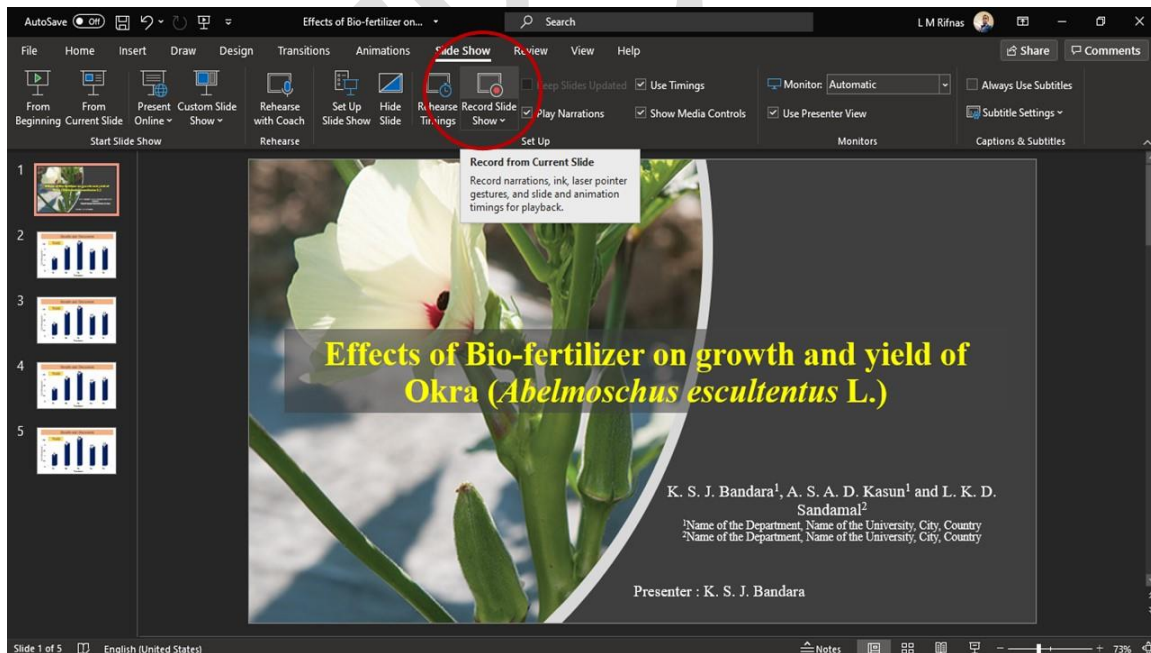 AutoSave Off Effects of Bio-fertilizer on... Search L M Rifnas
File Home Insert Draw Design Transitions Animations Slide Show Review View Help Share Comments
From Beginning
From Current Slide
Present Online
Custom Slide Show
Rehearse with Coach
Set Up Slide Show
Hide Slide
Rehearse Timings
Record Slide Show
Keep Slides Updated
Play Narrations
Use Timings
Show Media Controls
Monitor: Automatic
Use Presenter View
Always Use Subtitles
Subtitle Settings
Start Slide Show Rehearse Set Up Monitors Captions & Subtitles
Record from Current Slide
Record narrations, ink, laser pointer
gestures, and slide and animation
timings for playback.
1
2
3
4
5
Effects of Bio-fertilizer on growth and yield of
Okra (Abelmoschus escultentus L.)
K. S. J. Bandara¹, A. S. A. D. Kasun¹ and L. K. D.
Sandamal²
¹Name of the Department, Name of the University, City, Country
²Name of the Department, Name of the University, City, Country
Presenter : K. S. J. Bandara
Slide 1 of 5 English (United States) Notes 73%